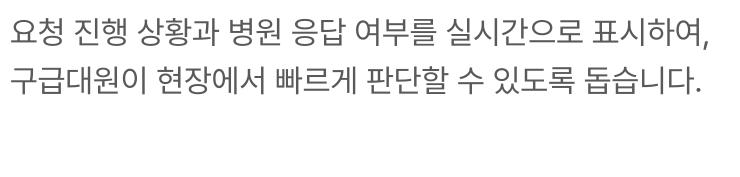 요청 진행 상황과 병원 응답 여부를 실시간으로 표시하여,
구급대원이 현장에서 빠르게 판단할 수 있도록 돕습니다.